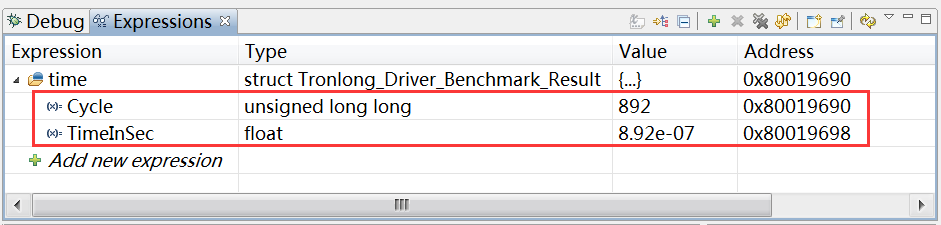 Debug Expressions
Expression Type Value Address
time struct Tronlong_Driver_Benchmark_Result {...} 0x80019690
(x)= Cycle unsigned long long 892 0x80019690
(x)= TimeInSec float 8.92e-07 0x80019698
Add new expression